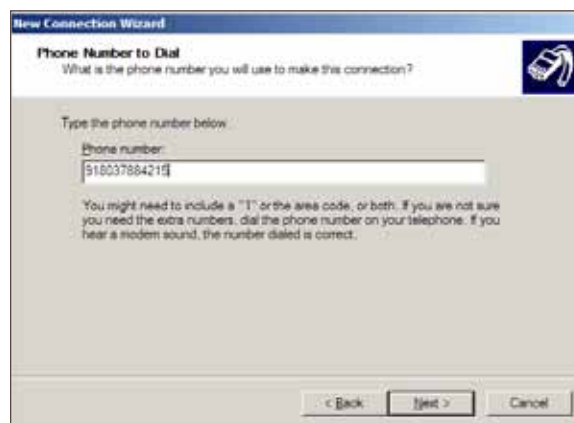 New Connection Wizard
Phone Number to Dial
What is the phone number you will use to make this connection?
Type the phone number below.
Phone number:
918037884215
You might need to include a "1" or the area code, or both. If you are not sure
you need the extra numbers, dial the phone number on your telephone. If you
hear a modem sound, the number dialed is correct.
< Back
Next >
Cancel